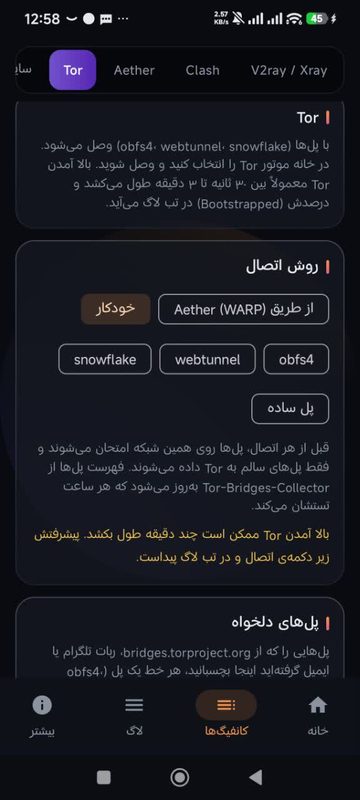 12:58
2.57 KB/s
45
V2ray / Xray
Clash
Aether
Tor
سای
Tor
با پل‌ها (obfs4، webtunnel، snowflake) وصل می‌شود.
در خانه موتور Tor را انتخاب کنید و وصل شوید. بالا آمدن
Tor معمولاً بین ۳۰ ثانیه تا ۳ دقیقه طول می‌کشد و
درصدش (Bootstrapped) در تب لاگ می‌آید.
روش اتصال
از طریق Aether (WARP)
خودکار
obfs4
webtunnel
snowflake
پل ساده
قبل از هر اتصال، پل‌ها روی همین شبکه امتحان می‌شوند و
فقط پل‌های سالم به Tor داده می‌شوند. فهرست پل‌ها از
Tor-Bridges-Collector به‌روز می‌شود که هر ساعت
تستشان می‌کند.
بالا آمدن Tor ممکن است چند دقیقه طول بکشد. پیشرفتش
زیر دکمه‌ی اتصال و در تب لاگ پیداست.
پل‌های دلخواه
پل‌هایی را که از bridges.torproject.org، ربات تلگرام یا
ایمیل گرفته‌اید اینجا بچسبانید، هر خط یک پل (obfs4،
خانه
کانفیگ‌ها
لاگ
بیشتر